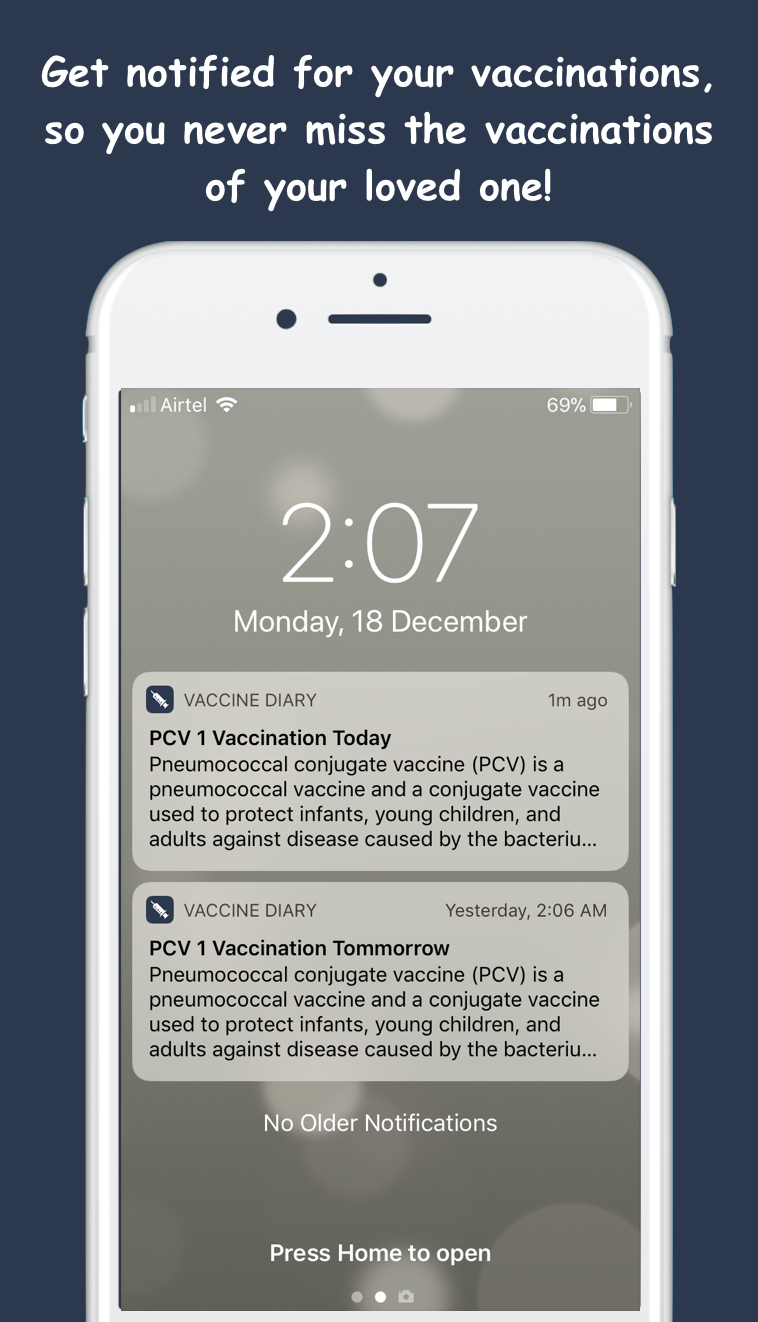 Get notified for your vaccinations,
so you never miss the vaccinations
of your loved one!
Airtel 69%
2:07
Monday, 18 December
VACCINE DIARY 1m ago
PCV 1 Vaccination Today
Pneumococcal conjugate vaccine (PCV) is a
pneumococcal vaccine and a conjugate vaccine
used to protect infants, young children, and
adults against disease caused by the bacteriu...
VACCINE DIARY Yesterday, 2:06 AM
PCV 1 Vaccination Tommorrow
Pneumococcal conjugate vaccine (PCV) is a
pneumococcal vaccine and a conjugate vaccine
used to protect infants, young children, and
adults against disease caused by the bacteriu...
No Older Notifications
Press Home to open